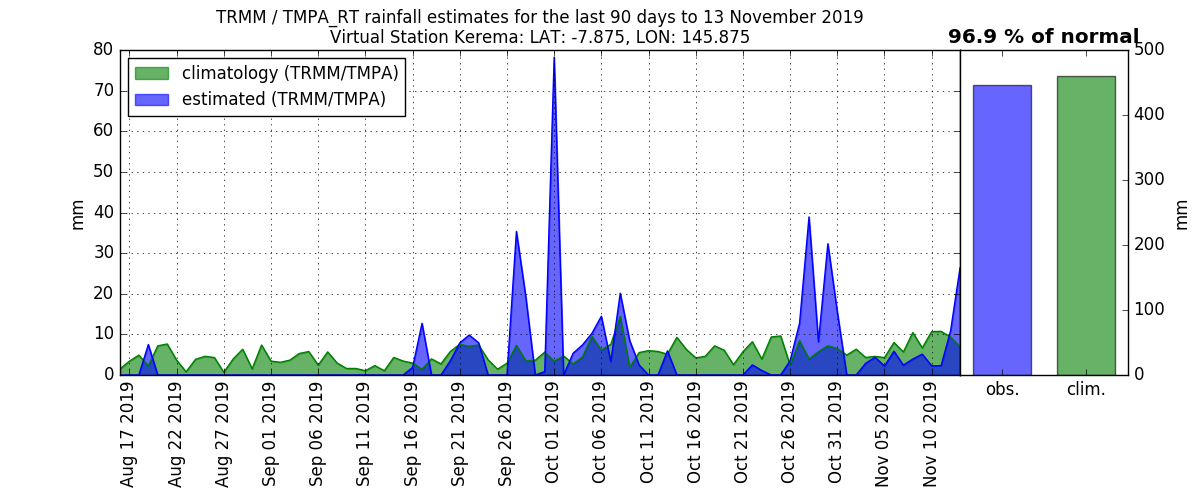 TRMM / TMPA_RT rainfall estimates for the last 90 days to 13 November 2019
Virtual Station Kerema: LAT: -7.875, LON: 145.875
96.9 % of normal
climatology (TRMM/TMPA)
estimated (TRMM/TMPA)
80
70
60
50
40
30
20
10
0
mm
Aug 17 2019
Aug 22 2019
Aug 27 2019
Sep 01 2019
Sep 06 2019
Sep 11 2019
Sep 16 2019
Sep 21 2019
Sep 26 2019
Oct 01 2019
Oct 06 2019
Oct 11 2019
Oct 16 2019
Oct 21 2019
Oct 26 2019
Oct 31 2019
Nov 05 2019
Nov 10 2019
obs.
clim.
500
400
300
200
100
0
mm